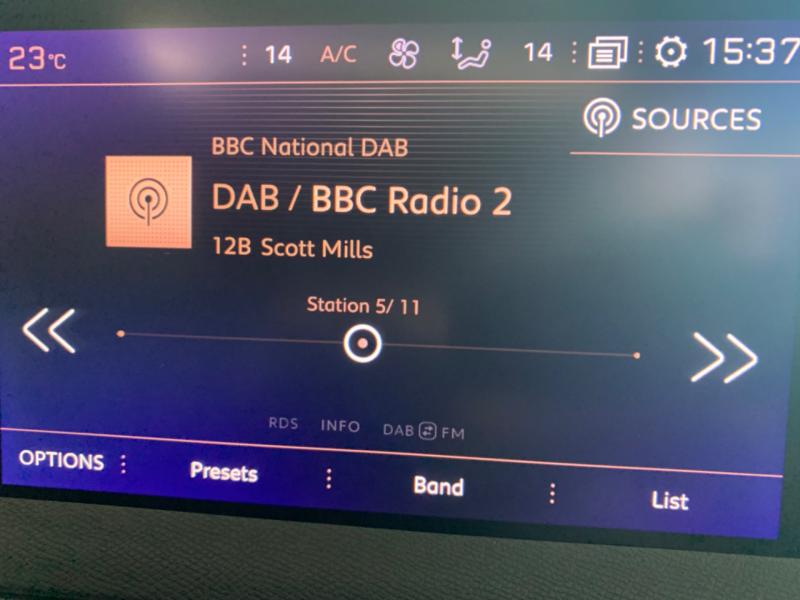 23°C 14 A/C 14 15:37
SOURCES
BBC National DAB
DAB / BBC Radio 2
12B Scott Mills
Station 5/ 11
RDS INFO DAB FM
OPTIONS Presets Band List